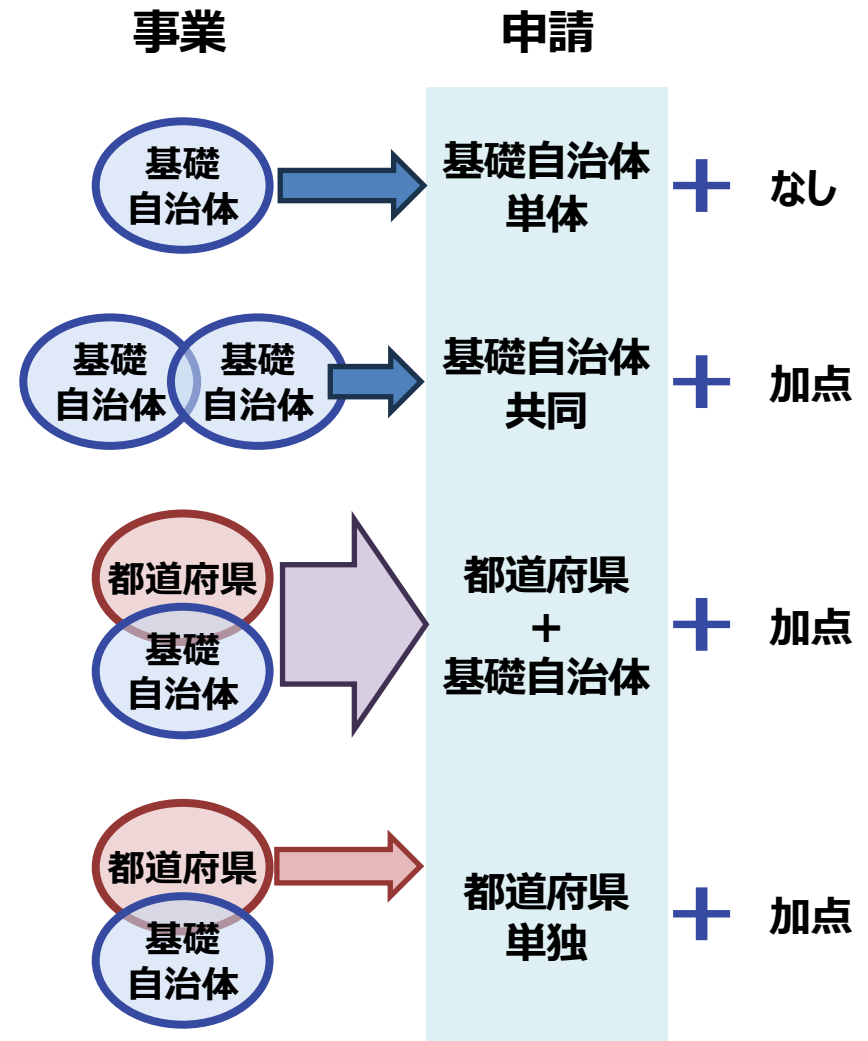 事業
申請
基礎
自治体
基礎自治体
単体
+
なし
基礎
自治体
基礎
自治体
基礎自治体
共同
+
加点
都道府県
基礎
自治体
都道府県
+
基礎自治体
+
加点
都道府県
基礎
自治体
都道府県
単独
+
加点